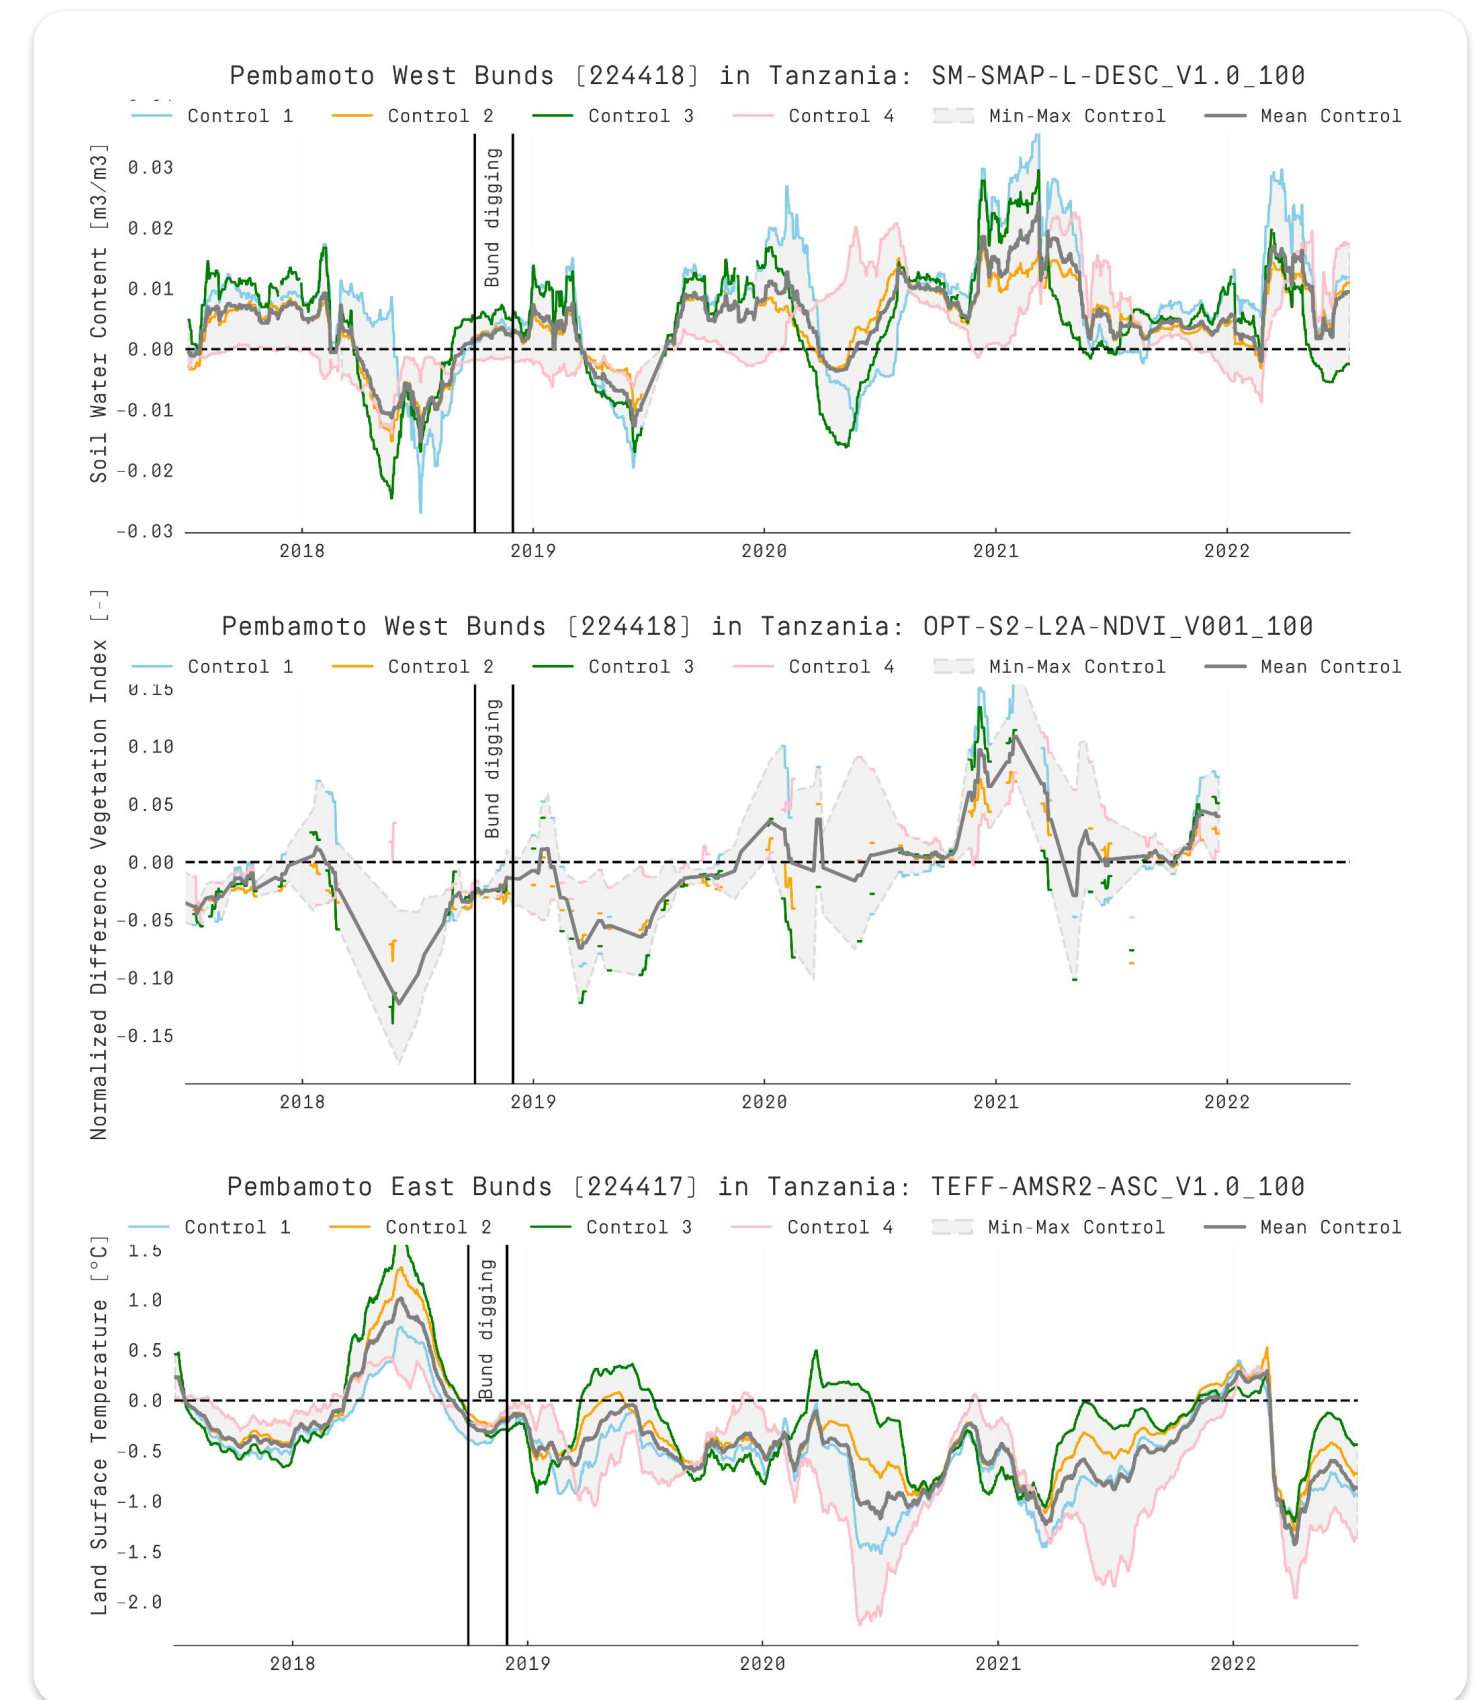 Pembamoto West Bunds [224418] in Tanzania: SM-SMAP-L-DESC_V1.0_100
Control 1 Control 2 Control 3 Control 4 Min-Max Control Mean Control
Soil Water Content [m3/m3]
0.03
0.02
0.01
0.00
-0.01
-0.02
-0.03
Bund digging
2018 2019 2020 2021 2022
Pembamoto West Bunds [224418] in Tanzania: OPT-S2-L2A-NDVI_V001_100
Control 1 Control 2 Control 3 Control 4 Min-Max Control Mean Control
Normalized Difference Vegetation Index [-]
0.15
0.10
0.05
0.00
-0.05
-0.10
-0.15
Bund digging
2018 2019 2020 2021 2022
Pembamoto East Bunds [224417] in Tanzania: TEFF-AMSR2-ASC_V1.0_100
Control 1 Control 2 Control 3 Control 4 Min-Max Control Mean Control
Land Surface Temperature [°C]
1.5
1.0
0.5
0.0
-0.5
-1.0
-1.5
-2.0
Bund digging
2018 2019 2020 2021 2022